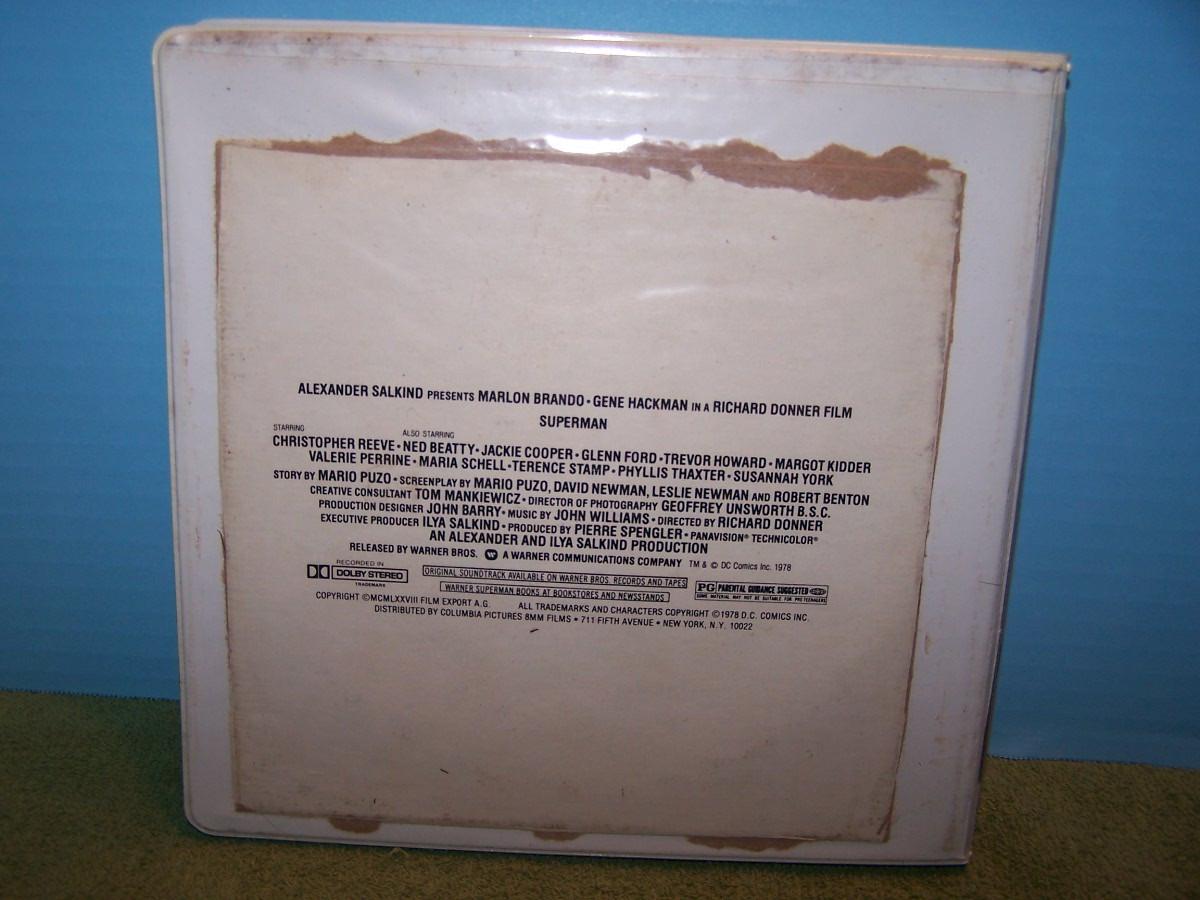 ALEXANDER SALKIND PRESENTS MARLON BRANDO • GENE HACKMAN IN A RICHARD DONNER FILM
SUPERMAN
STARRING ALSO STARRING
CHRISTOPHER REEVE • NED BEATTY • JACKIE COOPER • GLENN FORD • TREVOR HOWARD • MARGOT KIDDER
VALERIE PERRINE • MARIA SCHELL • TERENCE STAMP • PHYLLIS THAXTER • SUSANNAH YORK
STORY BY MARIO PUZO • SCREENPLAY BY MARIO PUZO, DAVID NEWMAN, LESLIE NEWMAN AND ROBERT BENTON
CREATIVE CONSULTANT TOM MANKIEWICZ • DIRECTOR OF PHOTOGRAPHY GEOFFREY UNSWORTH B.S.C.
PRODUCTION DESIGNER JOHN BARRY • MUSIC BY JOHN WILLIAMS • DIRECTED BY RICHARD DONNER
EXECUTIVE PRODUCER ILYA SALKIND • PRODUCED BY PIERRE SPENGLER • PANAVISION® TECHNICOLOR®
AN ALEXANDER AND ILYA SALKIND PRODUCTION
RELEASED BY WARNER BROS. A WARNER COMMUNICATIONS COMPANY TM & © DC Comics Inc. 1978
RECORDED IN
DOLBY STEREO
TRADEMARK
ORIGINAL SOUNDTRACK AVAILABLE ON WARNER BROS. RECORDS AND TAPES
WARNER SUPERMAN BOOKS AT BOOKSTORES AND NEWSSTANDS
PG PARENTAL GUIDANCE SUGGESTED
SOME MATERIAL MAY NOT BE SUITABLE FOR PRE-TEENAGERS
COPYRIGHT ©MCMLXXVIII FILM EXPORT A.G. ALL TRADEMARKS AND CHARACTERS COPYRIGHT ©1978 D.C. COMICS INC.
DISTRIBUTED BY COLUMBIA PICTURES 8MM FILMS • 711 FIFTH AVENUE • NEW YORK, N.Y. 10022